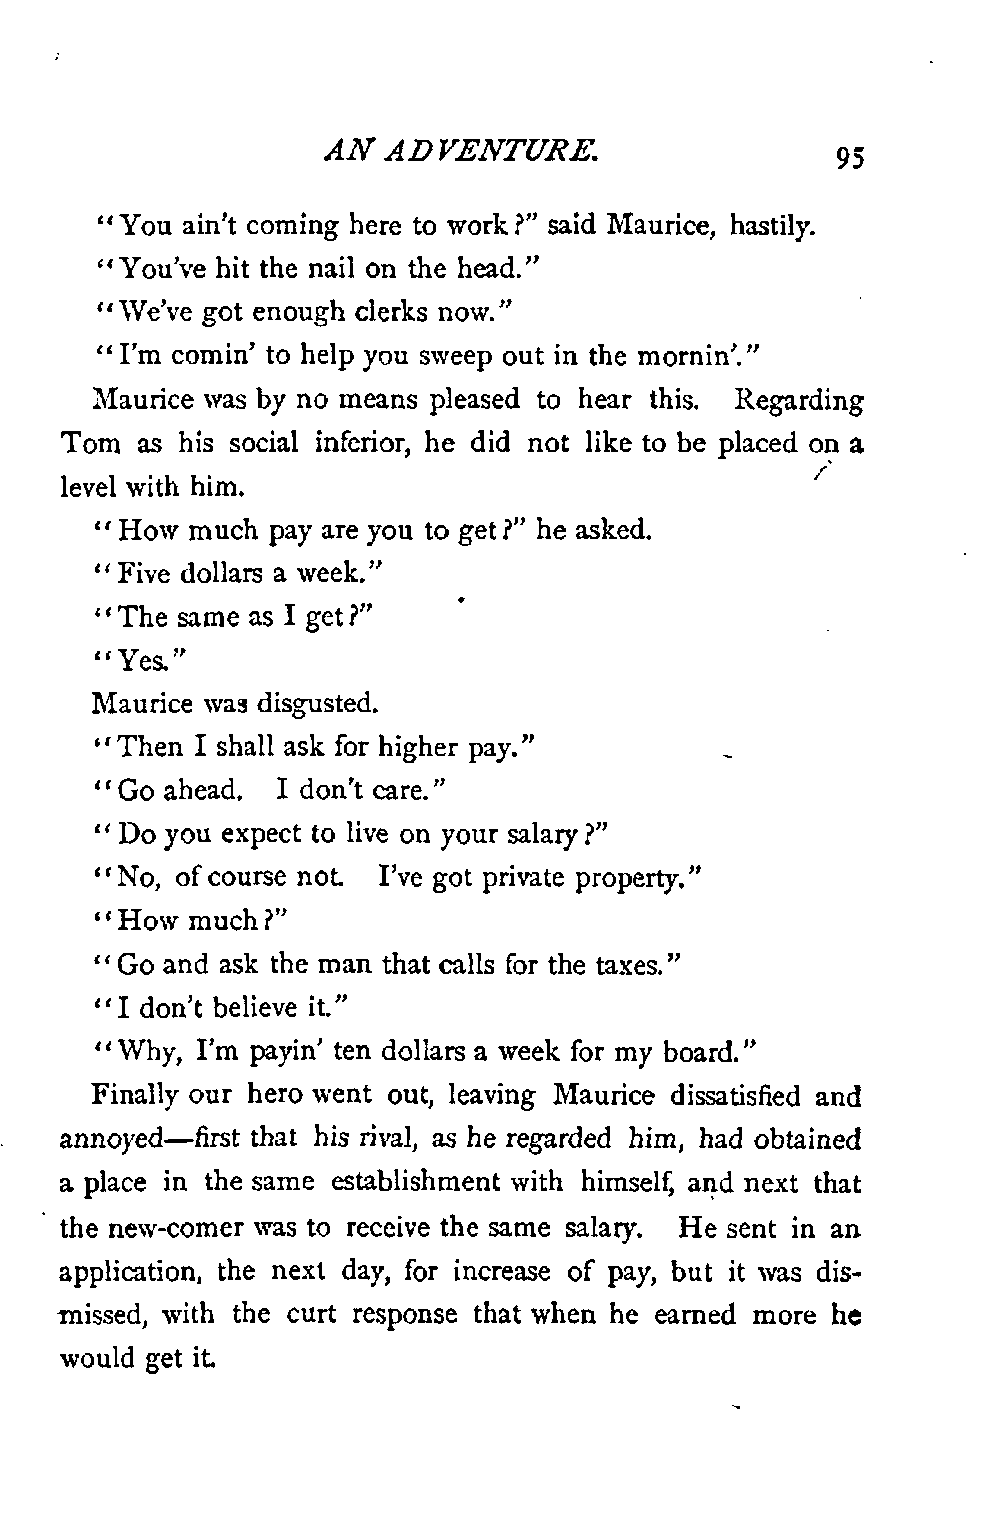 AN ADVENTURE. 95
"You ain't coming here to work?" said Maurice, hastily.
"You've hit the nail on the head."
"We've got enough clerks now."
"I'm comin' to help you sweep out in the mornin'."
Maurice was by no means pleased to hear this. Regarding
Tom as his social inferior, he did not like to be placed on a
level with him.
"How much pay are you to get?" he asked.
"Five dollars a week."
"The same as I get?"
"Yes."
Maurice was disgusted.
"Then I shall ask for higher pay."
"Go ahead. I don't care."
"Do you expect to live on your salary?"
"No, of course not. I've got private property."
"How much?"
"Go and ask the man that calls for the taxes."
"I don't believe it."
"Why, I'm payin' ten dollars a week for my board."
Finally our hero went out, leaving Maurice dissatisfied and
annoyed—first that his rival, as he regarded him, had obtained
a place in the same establishment with himself, and next that
the new-comer was to receive the same salary. He sent in an
application, the next day, for increase of pay, but it was dis-
missed, with the curt response that when he earned more he
would get it.